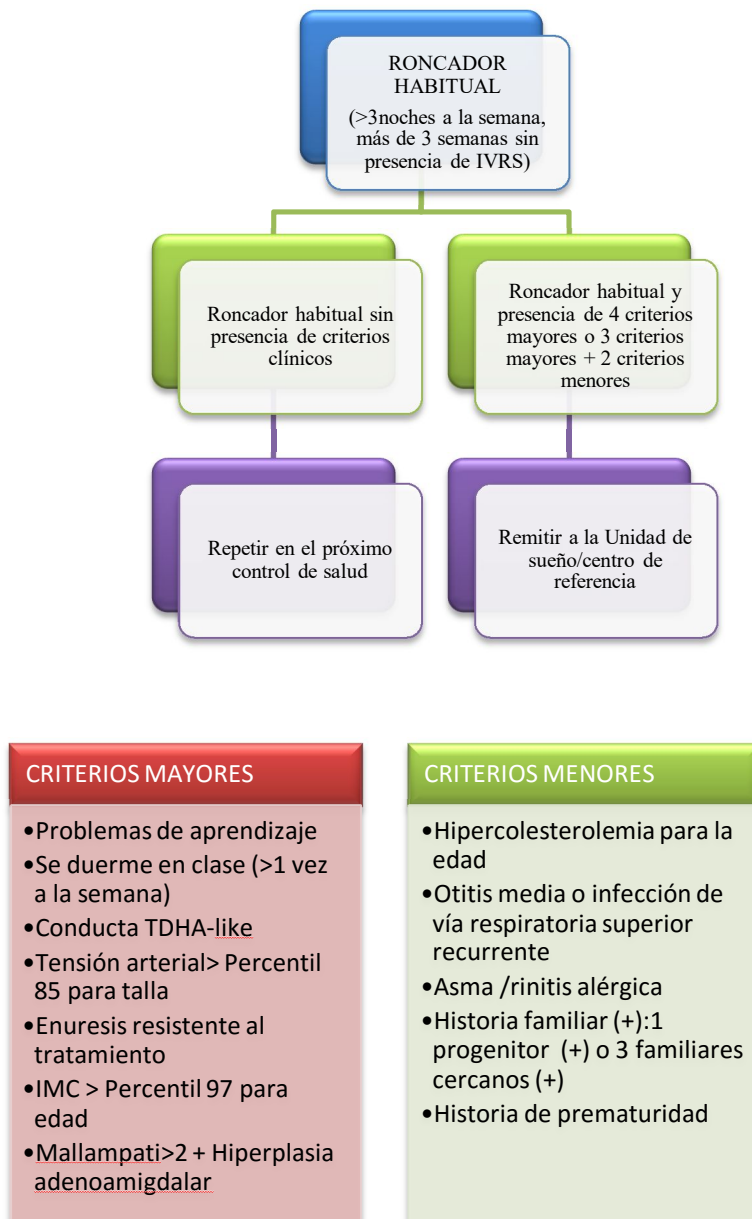 RONCADOR
HABITUAL
(>3noches a la semana,
más de 3 semanas sin
presencia de IVRS)
Roncador habitual sin
presencia de criterios
clínicos
Roncador habitual y
presencia de 4 criterios
mayores o 3 criterios
mayores + 2 criterios
menores
Repetir en el próximo
control de salud
Remitir a la Unidad de
sueño/centro de
referencia
CRITERIOS MAYORES
•Problemas de aprendizaje
•Se duerme en clase (>1 vez
a la semana)
•Conducta TDHA-like
•Tensión arterial> Percentil
85 para talla
•Enuresis resistente al
tratamiento
•IMC > Percentil 97 para
edad
•Mallampati>2 + Hiperplasia
adenoamigdalar
CRITERIOS MENORES
•Hipercolesterolemia para la
edad
•Otitis media o infección de
vía respiratoria superior
recurrente
•Asma /rinitis alérgica
•Historia familiar (+):1
progenitor (+) o 3 familiares
cercanos (+)
•Historia de prematuridad